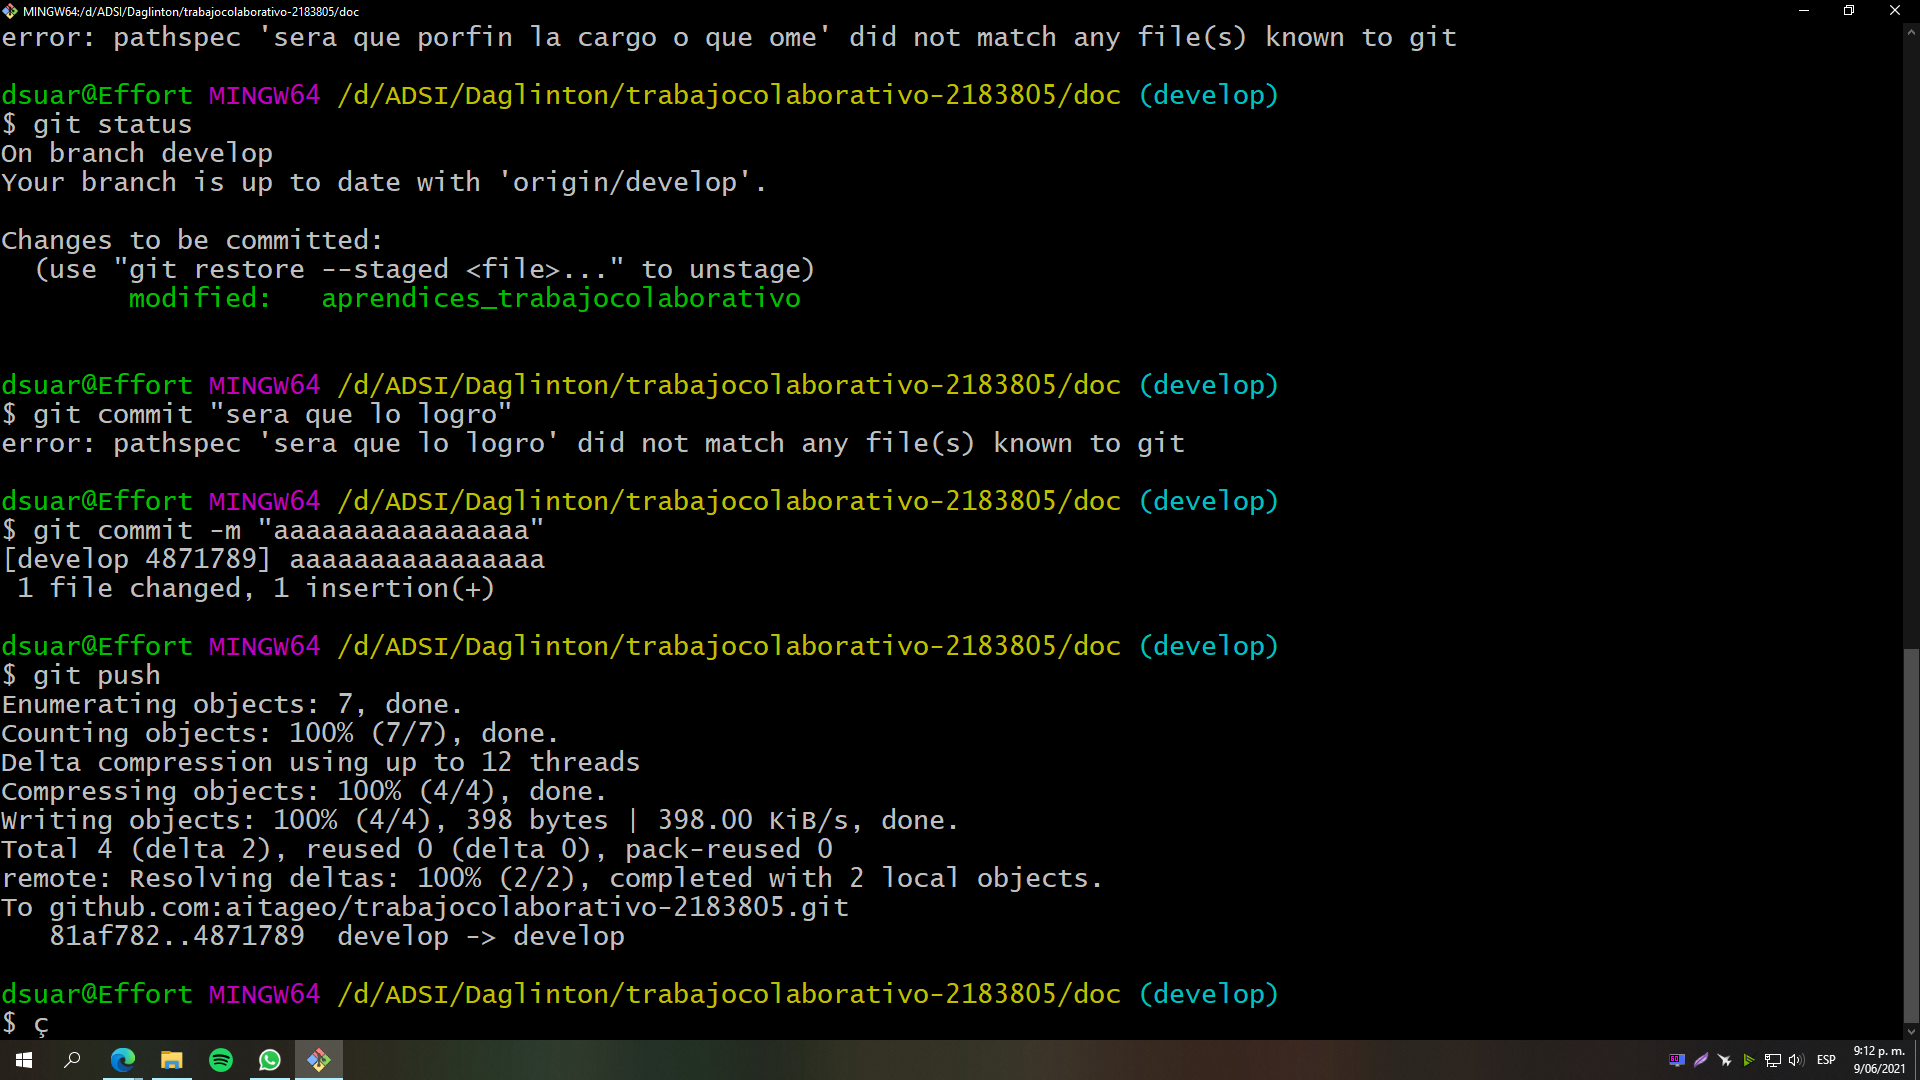 MINGW64:/d/ADSI/Daglinton/trabajocolaborativo-2183805/doc
error: pathspec 'sera que porfin la cargo o que ome' did not match any file(s) known to git
dsuar@Effort MINGW64 /d/ADSI/Daglinton/trabajocolaborativo-2183805/doc (develop)
$ git status
On branch develop
Your branch is up to date with 'origin/develop'.
Changes to be committed:
  (use "git restore --staged <file>..." to unstage)
        modified:   aprendices_trabajocolaborativo
dsuar@Effort MINGW64 /d/ADSI/Daglinton/trabajocolaborativo-2183805/doc (develop)
$ git commit "sera que lo logro"
error: pathspec 'sera que lo logro' did not match any file(s) known to git
dsuar@Effort MINGW64 /d/ADSI/Daglinton/trabajocolaborativo-2183805/doc (develop)
$ git commit -m "aaaaaaaaaaaaaaaa"
[develop 4871789] aaaaaaaaaaaaaaaa
 1 file changed, 1 insertion(+)
dsuar@Effort MINGW64 /d/ADSI/Daglinton/trabajocolaborativo-2183805/doc (develop)
$ git push
Enumerating objects: 7, done.
Counting objects: 100% (7/7), done.
Delta compression using up to 12 threads
Compressing objects: 100% (4/4), done.
Writing objects: 100% (4/4), 398 bytes | 398.00 KiB/s, done.
Total 4 (delta 2), reused 0 (delta 0), pack-reused 0
remote: Resolving deltas: 100% (2/2), completed with 2 local objects.
To github.com:aitageo/trabajocolaborativo-2183805.git
   81af782..4871789  develop -> develop
dsuar@Effort MINGW64 /d/ADSI/Daglinton/trabajocolaborativo-2183805/doc (develop)
$ ç
60
ESP
9:12 p. m.
9/06/2021